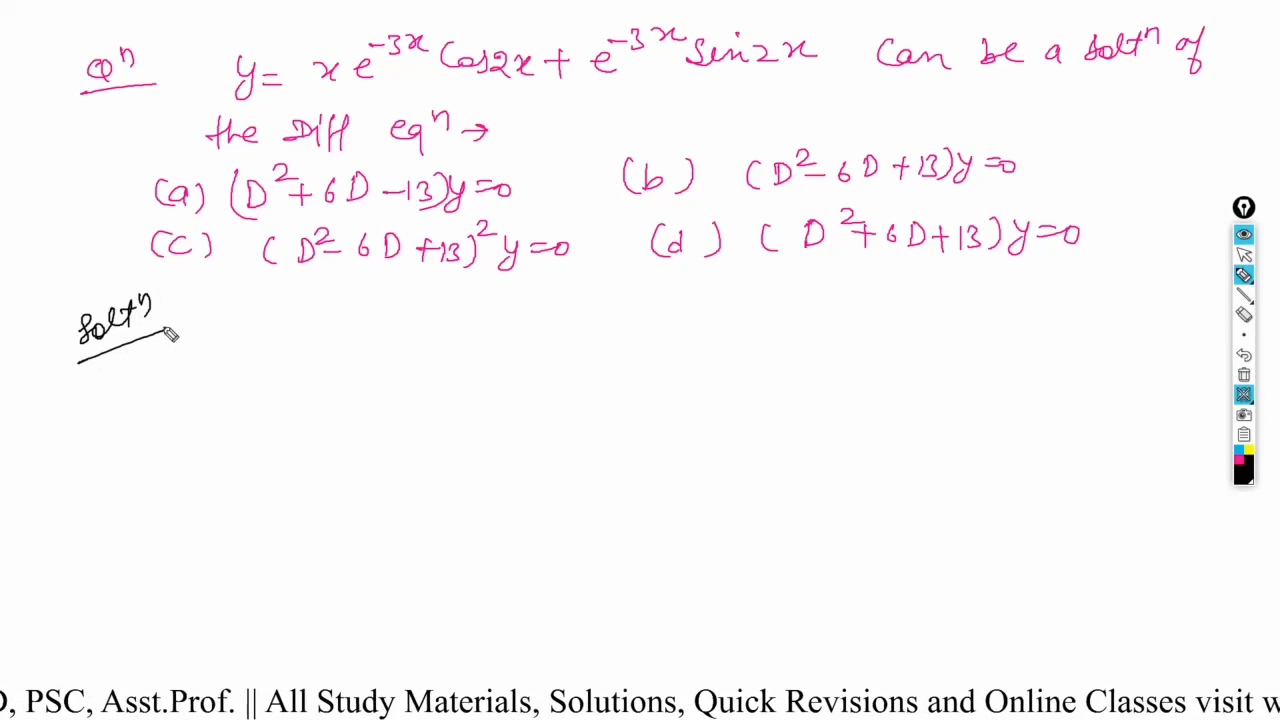 Qⁿ y = x e⁻³ˣ Cos2x + e⁻³ˣ Sin2x Can be a Soltⁿ of
the Diff eqⁿ →
(a) (D² + 6D - 13)y = 0 (b) (D² - 6D + 13)y = 0
(c) (D² - 6D + 13)² y = 0 (d) (D² + 6D + 13)y = 0
Soltⁿ
D, PSC, Asst.Prof. || All Study Materials, Solutions, Quick Revisions and Online Classes visit w